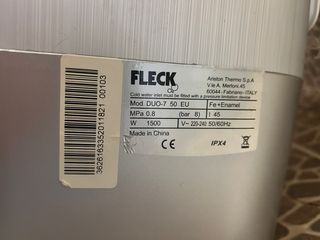 FLECK
Ariston Thermo S.p.A
V.le A. Merloni.45
60044 - Fabriano-ITALY
Cold water inlet must be fitted with a pressure limitation device
Mod. DUO-7 50 EU
Fe+Enamel
MPa 0.8 (bar 8) l 45
W 1500 V~ 220-240 50/60Hz
Made in China
CE IPX4
3626163352011821 00103